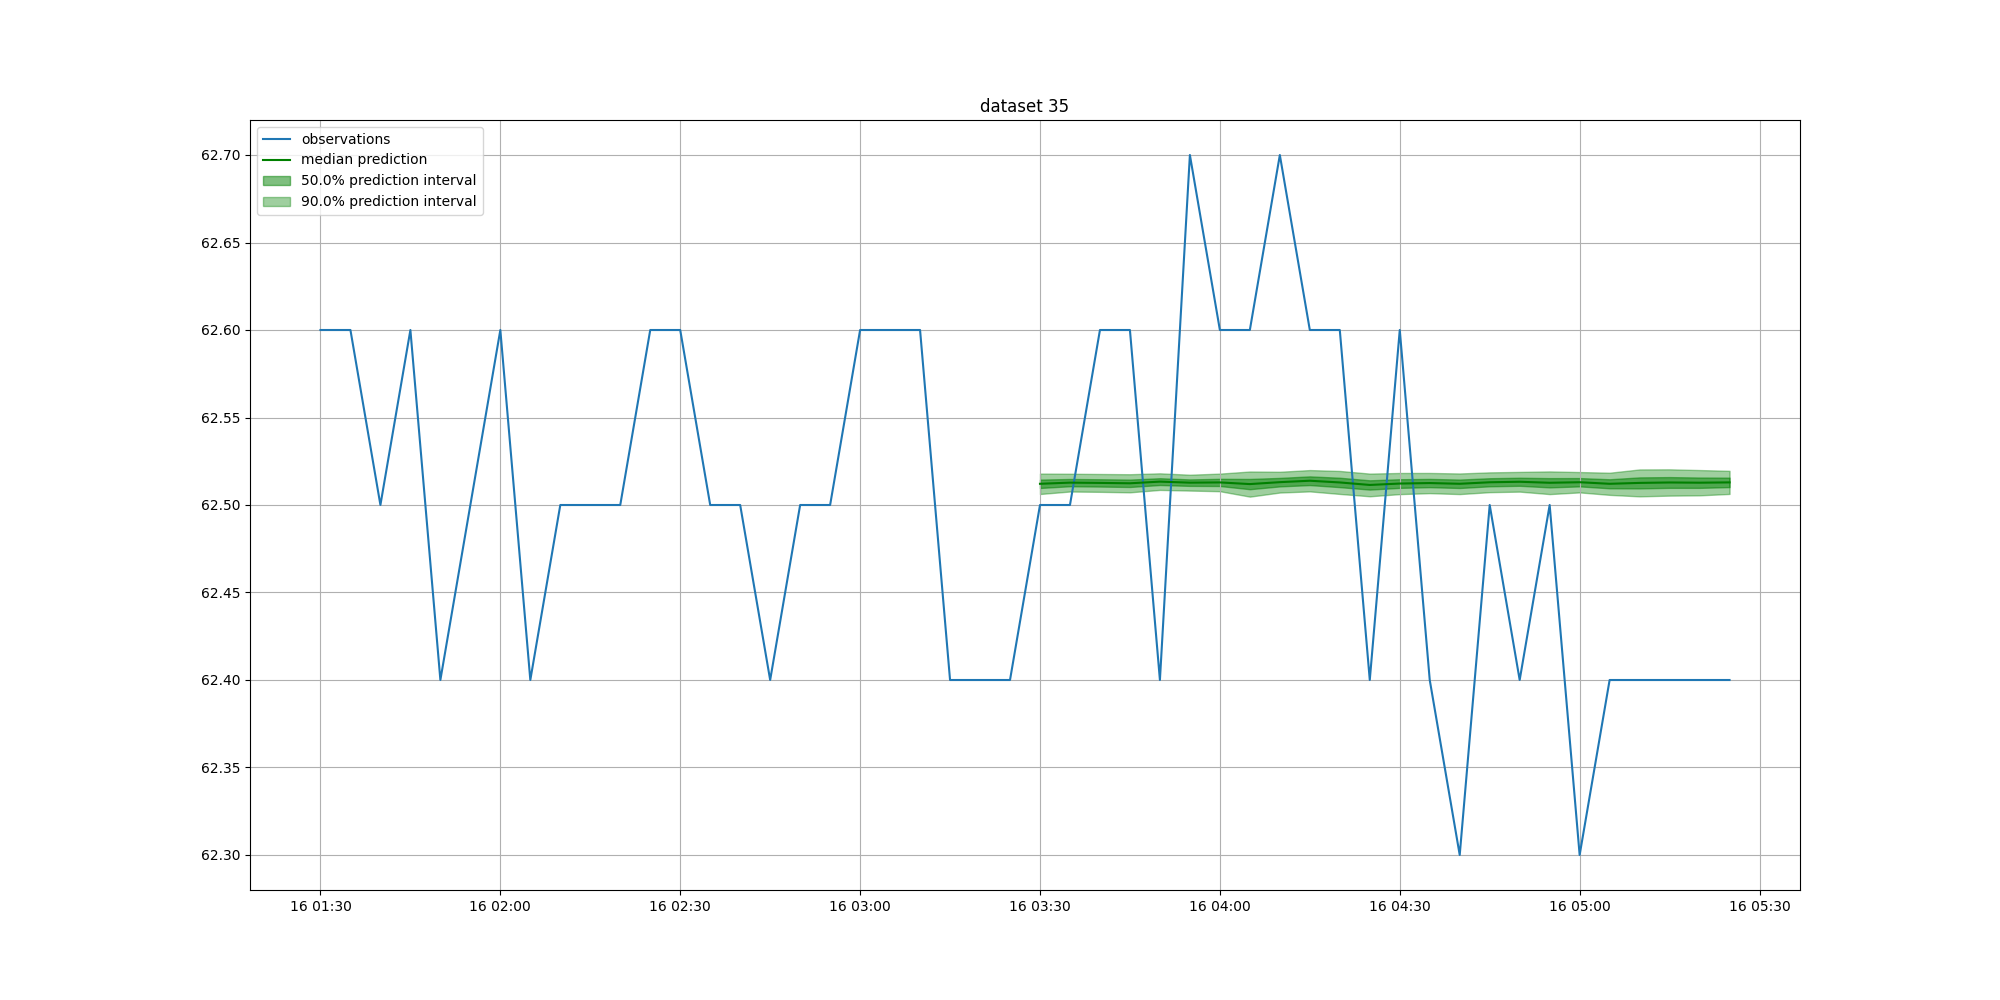 dataset 35
observations
median prediction
50.0% prediction interval
90.0% prediction interval
62.70
62.65
62.60
62.55
62.50
62.45
62.40
62.35
62.30
16 01:30 16 02:00 16 02:30 16 03:00 16 03:30 16 04:00 16 04:30 16 05:00 16 05:30